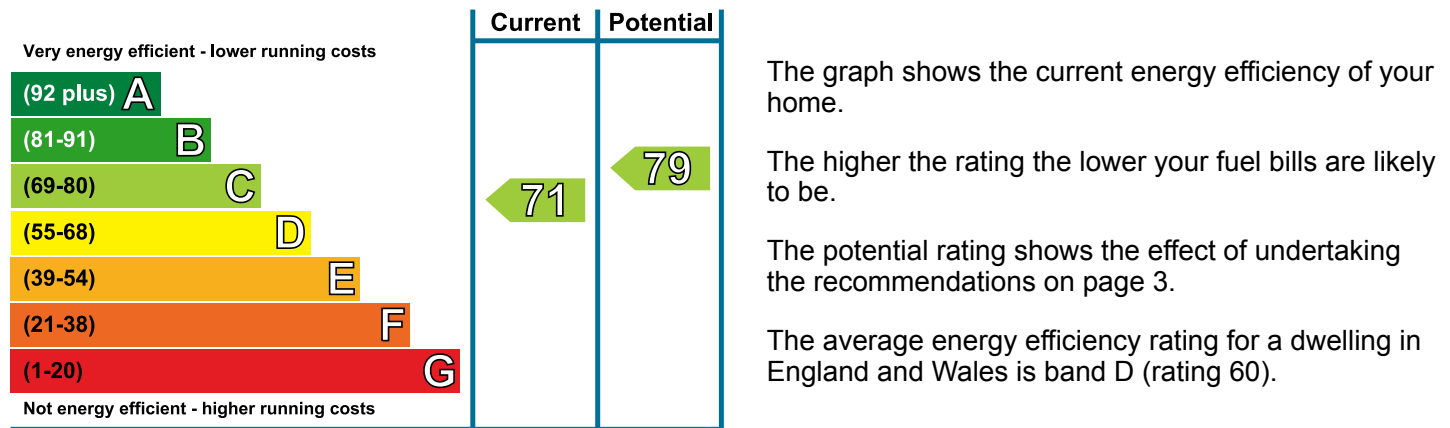 Current Potential
Very energy efficient - lower running costs
(92 plus) A
(81-91) B
(69-80) C
(55-68) D
(39-54) E
(21-38) F
(1-20) G
Not energy efficient - higher running costs
71
79
The graph shows the current energy efficiency of your
home.
The higher the rating the lower your fuel bills are likely
to be.
The potential rating shows the effect of undertaking
the recommendations on page 3.
The average energy efficiency rating for a dwelling in
England and Wales is band D (rating 60).